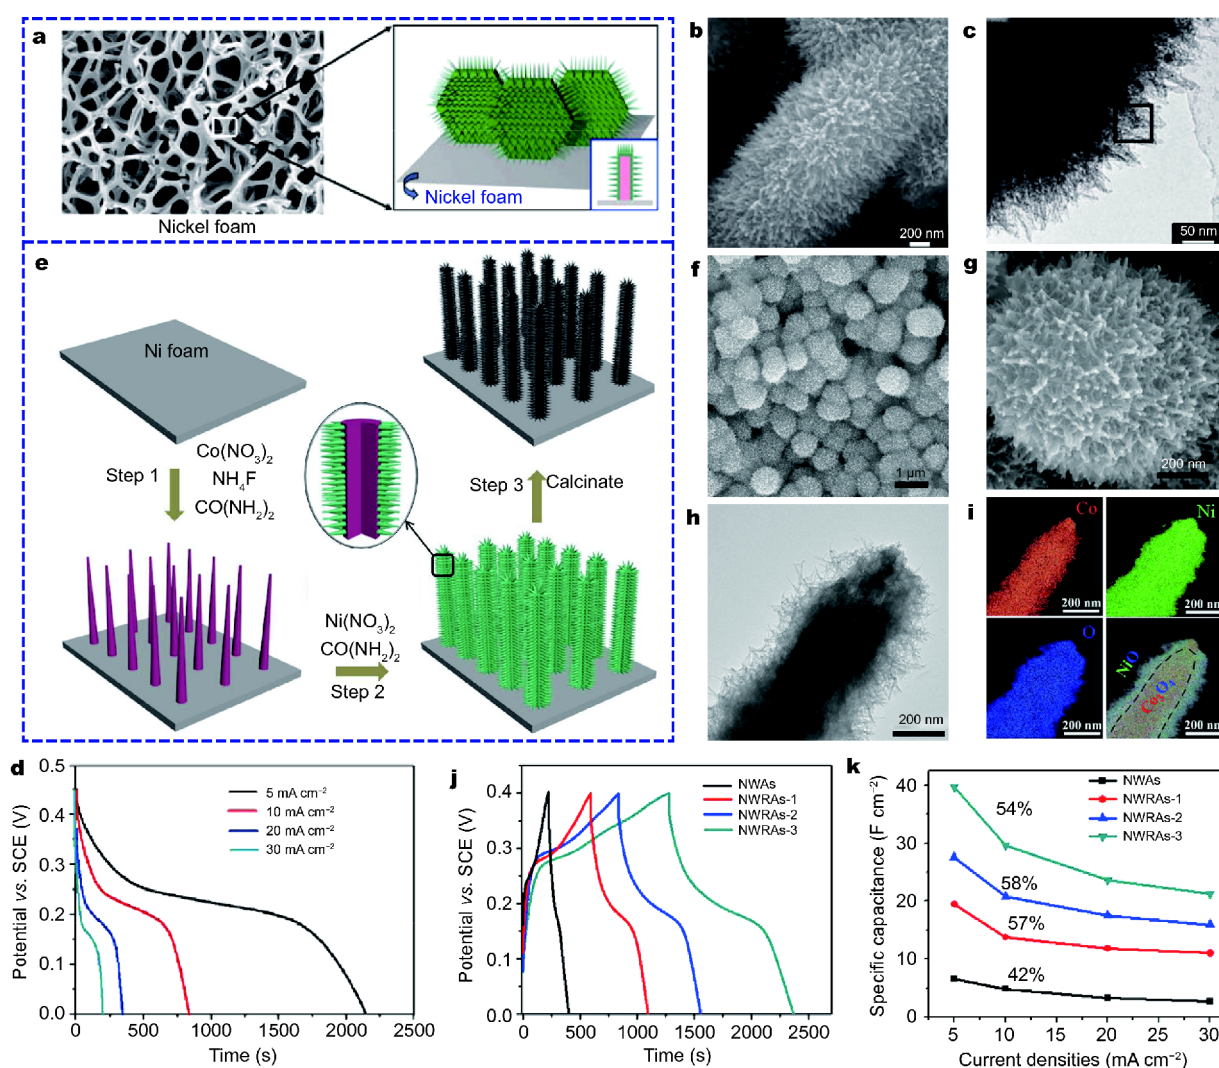 a
Nickel foam
Nickel foam
b
200 nm
c
50 nm
e
Ni foam
Step 1
Co(NO₃)₂
NH₄F
CO(NH₂)₂
Ni(NO₃)₂
CO(NH₂)₂
Step 2
Step 3
Calcinate
f
1 μm
g
200 nm
h
200 nm
i
Co
200 nm
Ni
200 nm
O
200 nm
NiO
Co₃O₄
200 nm
d
Potential vs. SCE (V)
0.5
0.4
0.3
0.2
0.1
0.0
5 mA cm⁻²
10 mA cm⁻²
20 mA cm⁻²
30 mA cm⁻²
0 500 1000 1500 2000 2500
Time (s)
j
Potential vs. SCE (V)
0.4
0.3
0.2
0.1
0.0
NWAs
NWRAs-1
NWRAs-2
NWRAs-3
0 500 1000 1500 2000 2500
Time (s)
k
Specific capacitance (F cm⁻²)
40
30
20
10
0
NWAs
NWRAs-1
NWRAs-2
NWRAs-3
54%
58%
57%
42%
5 10 15 20 25 30
Current densities (mA cm⁻²)